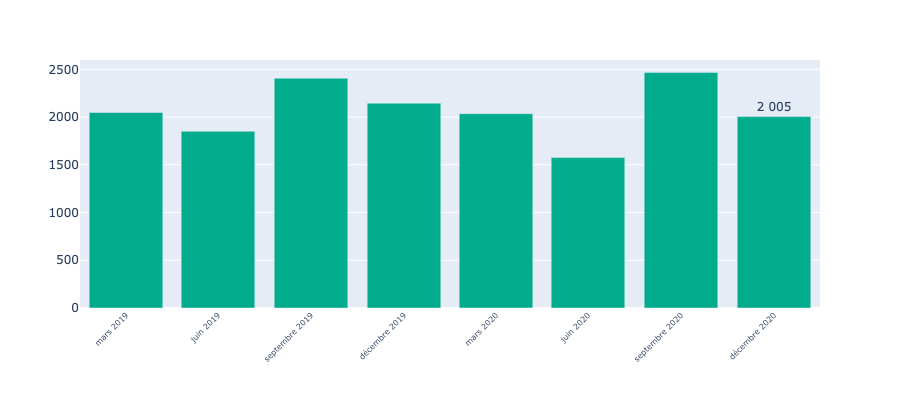 2500
2000
1500
1000
500
0
2 005
mars 2019
juin 2019
septembre 2019
décembre 2019
mars 2020
juin 2020
septembre 2020
décembre 2020